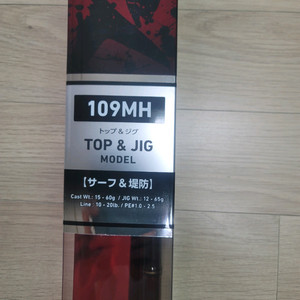 109MH
トップ&ジグ
TOP & JIG
MODEL
【サーフ&堤防】
Cast Wt.: 15 - 60g / JIG Wt.: 12 - 65g
Line : 10 - 20lb. / PE#1.0 - 2.5